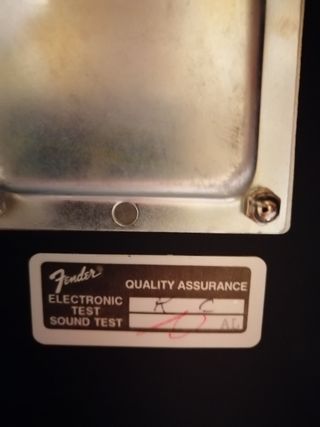 Fender
QUALITY ASSURANCE
ELECTRONIC
TEST
K C
SOUND TEST